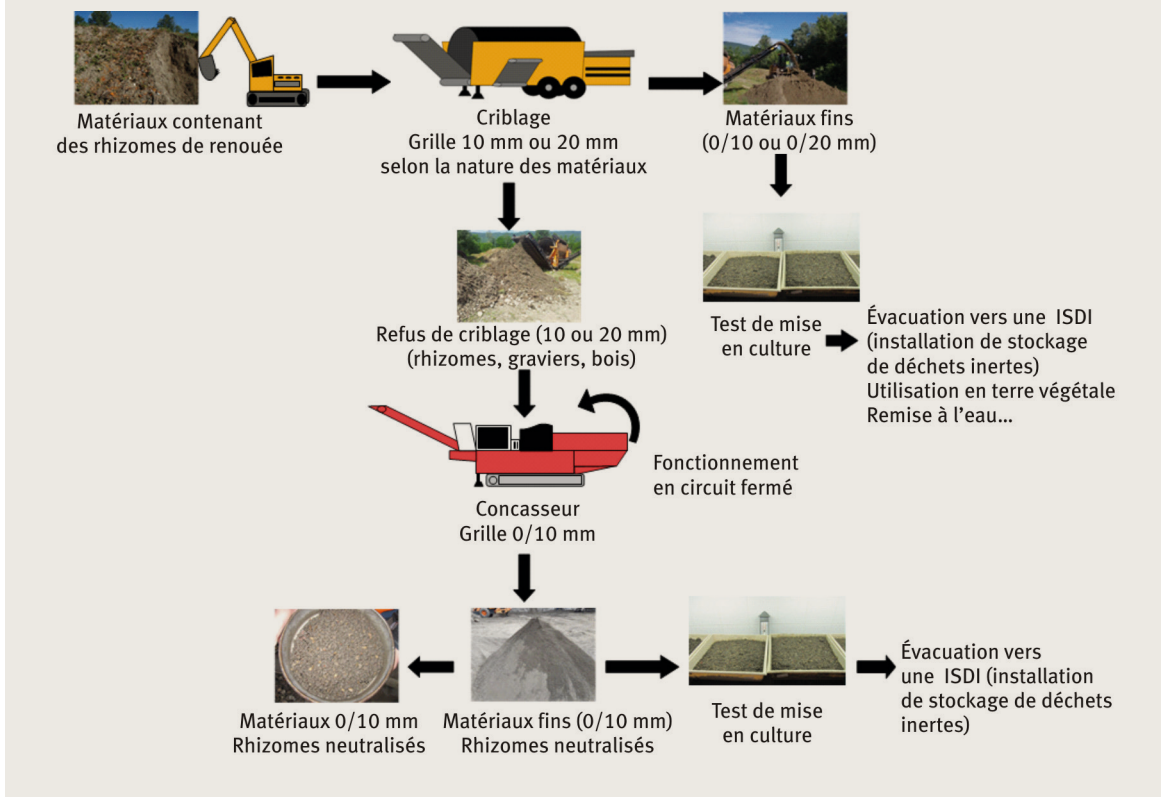 Matériaux contenant
des rhizomes de renouée
Criblage
Grille 10 mm ou 20 mm
selon la nature des matériaux
Matériaux fins
(0/10 ou 0/20 mm)
Refus de criblage (10 ou 20 mm)
(rhizomes, graviers, bois)
Test de mise
en culture
Évacuation vers une ISDI
(installation de stockage
de déchets inertes)
Utilisation en terre végétale
Remise à l’eau...
Fonctionnement
en circuit fermé
Concasseur
Grille 0/10 mm
Matériaux 0/10 mm
Rhizomes neutralisés
Matériaux fins (0/10 mm)
Rhizomes neutralisés
Test de mise
en culture
Évacuation vers
une ISDI (installation
de stockage de déchets
inertes)